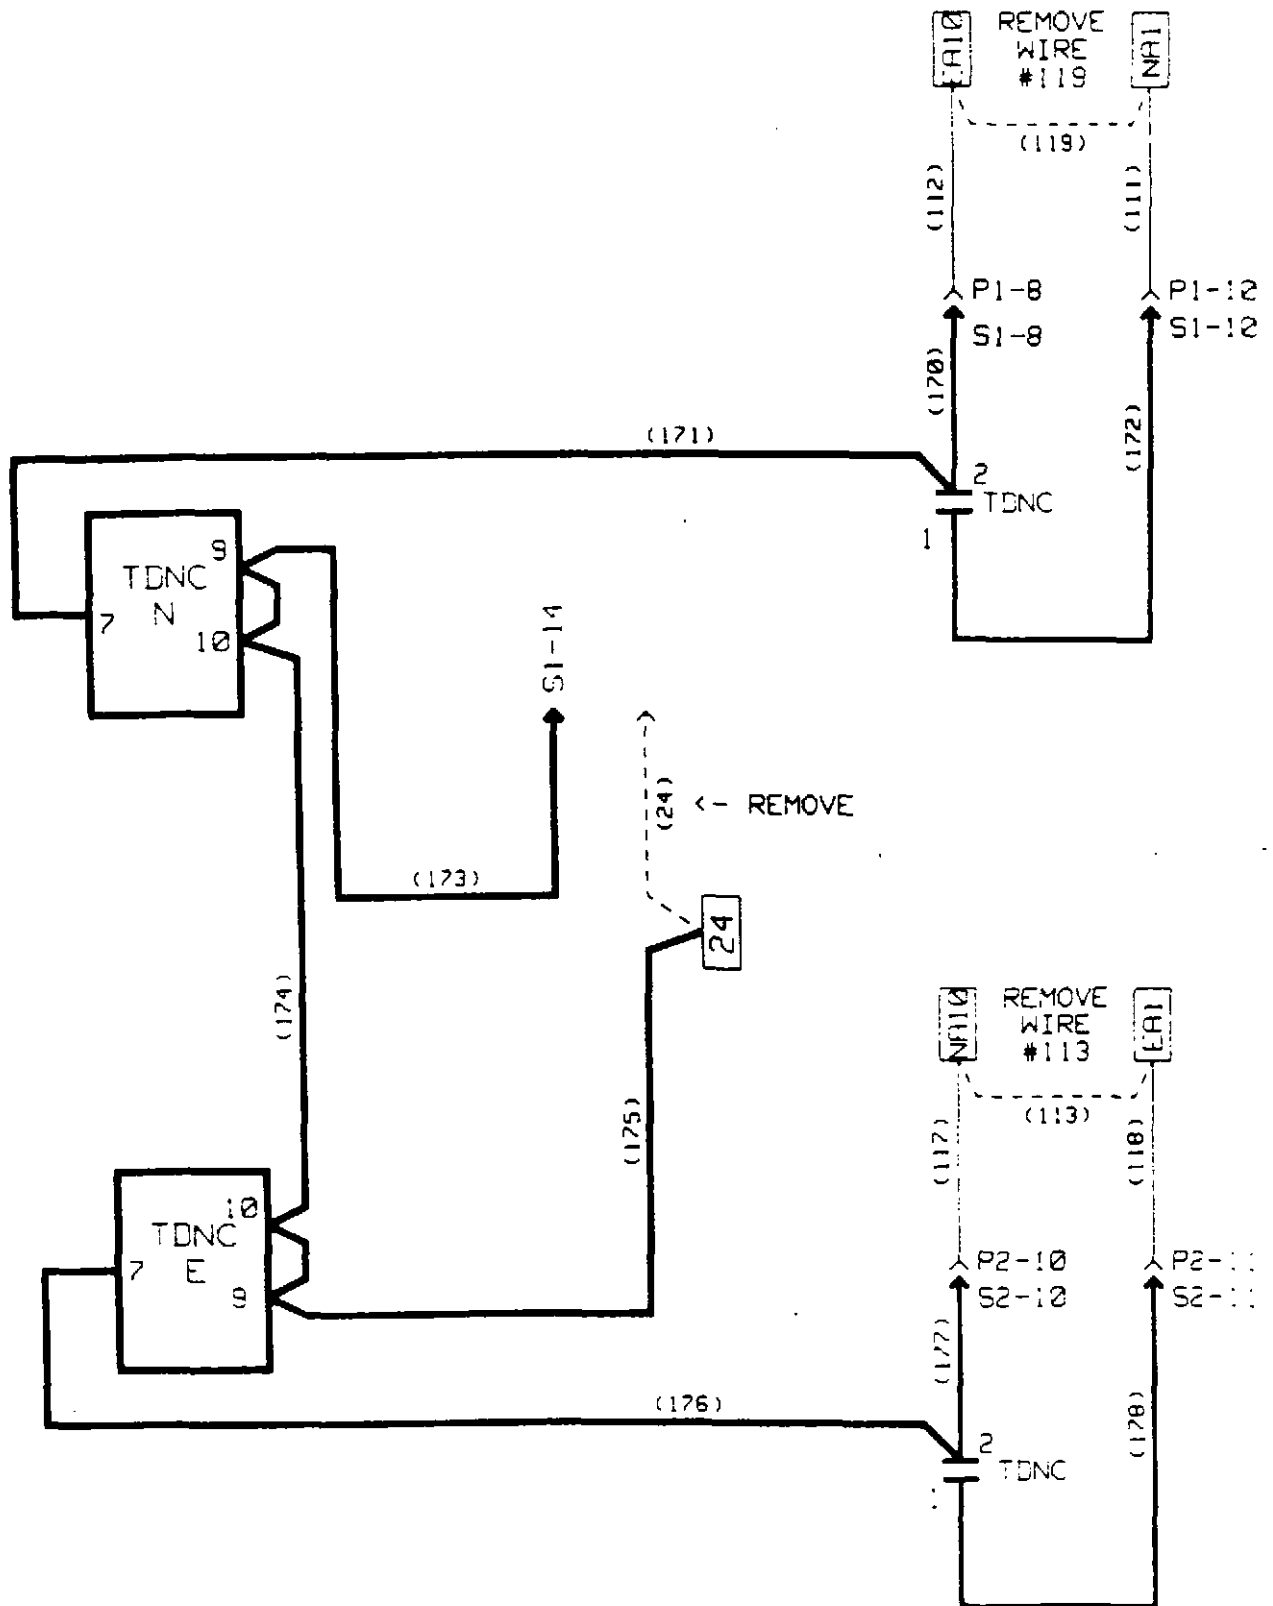 EA10
REMOVE
WIRE
#119
NA1
(119)
(112)
(111)
P1-8
S1-8
P1-12
S1-12
(170)
(172)
(171)
2
TDNC
1
TDNC
N
9
7
10
S1-14
(24)
<- REMOVE
(173)
24
(174)
NA10
REMOVE
WIRE
#113
EA1
(113)
(175)
(117)
(118)
10
TDNC
E
7
9
P2-10
S2-10
(177)
(178)
(176)
2
TDNC